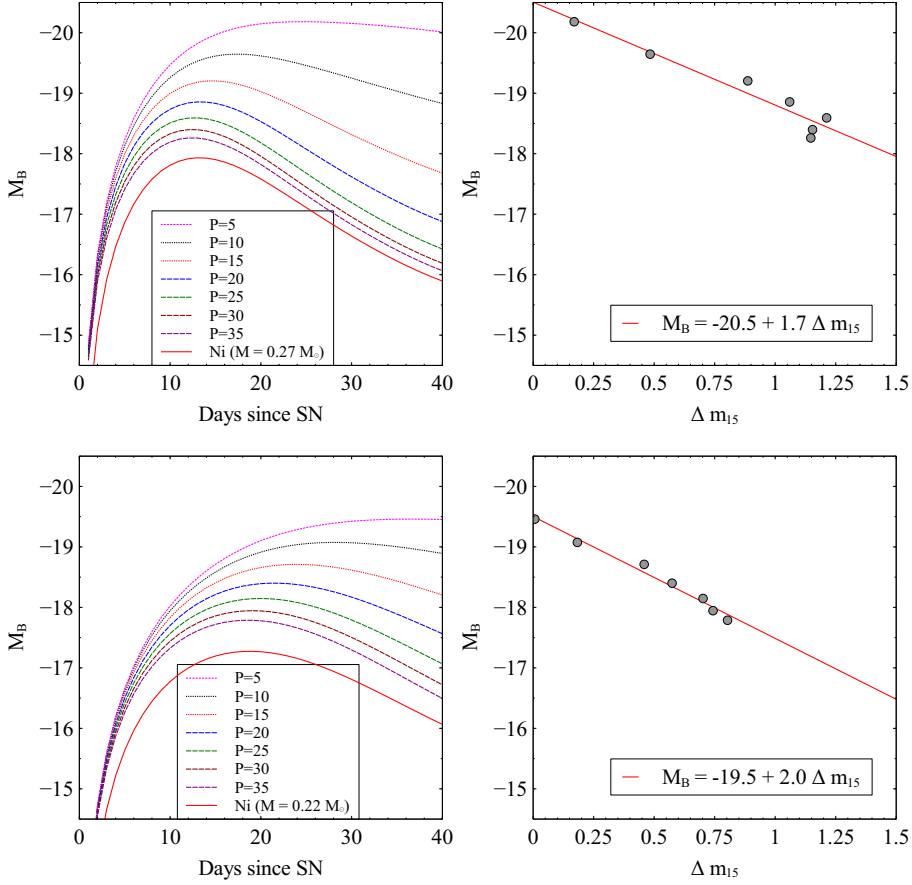 M_B
−20
−19
−18
−17
−16
−15
P=5
P=10
P=15
P=20
P=25
P=30
P=35
Ni (M = 0.27 M☉)
0 10 20 30 40
Days since SN
M_B
−20
−19
−18
−17
−16
−15
M_B = -20.5 + 1.7 Δ m₁₅
0 0.25 0.5 0.75 1 1.25 1.5
Δ m₁₅
M_B
−20
−19
−18
−17
−16
−15
P=5
P=10
P=15
P=20
P=25
P=30
P=35
Ni (M = 0.22 M☉)
0 10 20 30 40
Days since SN
M_B
−20
−19
−18
−17
−16
−15
M_B = -19.5 + 2.0 Δ m₁₅
0 0.25 0.5 0.75 1 1.25 1.5
Δ m₁₅